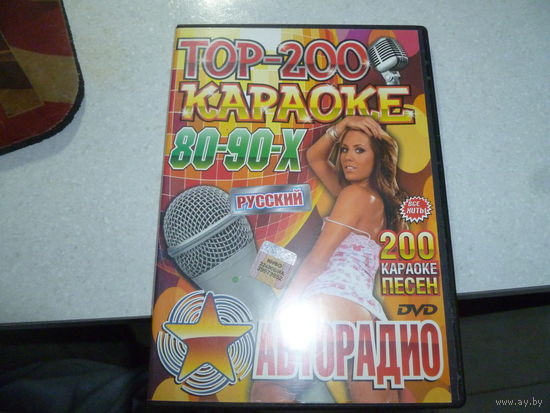 TOP-200
КАРАОКЕ
80-90-Х
РУССКИЙ
ВСЕ
ХИТЫ!
200
КАРАОКЕ
ПЕСЕН
DVD
АВТОРАДИО
www.ay.by